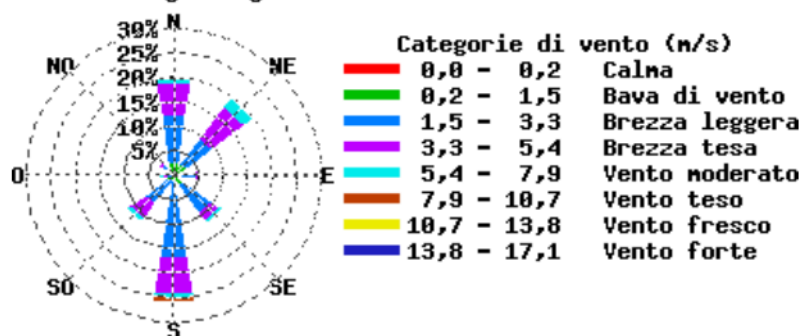 N
30%
25%
20%
15%
10%
5%
NO
NE
O
E
SO
SE
S
Categorie di vento (m/s)
0,0 - 0,2 Calma
0,2 - 1,5 Bava di vento
1,5 - 3,3 Brezza leggera
3,3 - 5,4 Brezza tesa
5,4 - 7,9 Vento moderato
7,9 - 10,7 Vento teso
10,7 - 13,8 Vento fresco
13,8 - 17,1 Vento forte